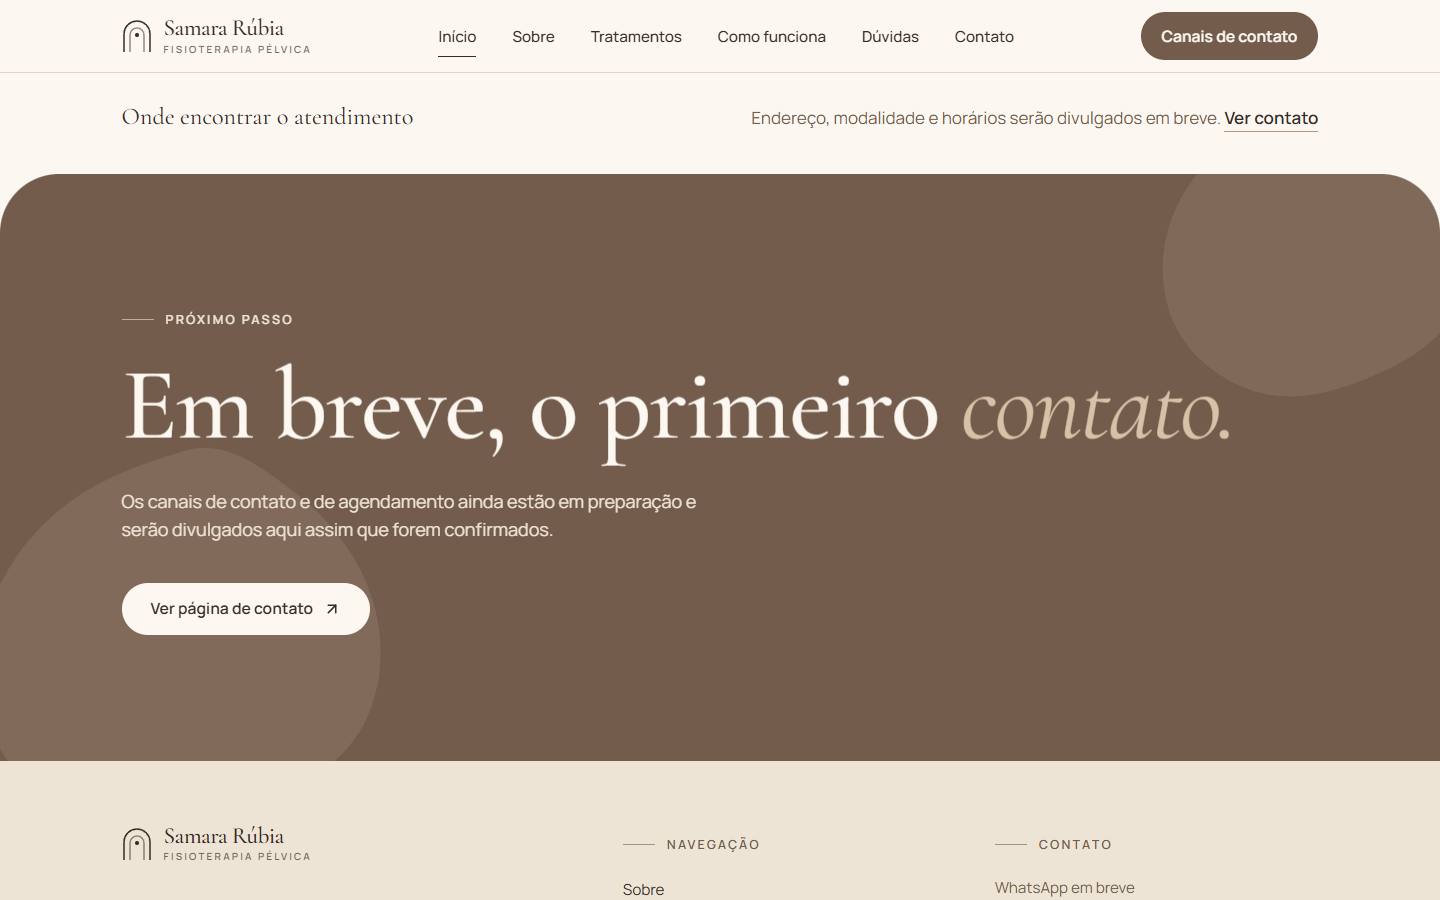 Samara Rúbia
FISIOTERAPIA PÉLVICA
Início
Sobre
Tratamentos
Como funciona
Dúvidas
Contato
Canais de contato
Onde encontrar o atendimento
Endereço, modalidade e horários serão divulgados em breve. Ver contato
PRÓXIMO PASSO
Em breve, o primeiro contato.
Os canais de contato e de agendamento ainda estão em preparação e
serão divulgados aqui assim que forem confirmados.
Ver página de contato
Samara Rúbia
FISIOTERAPIA PÉLVICA
NAVEGAÇÃO
Sobre
CONTATO
WhatsApp em breve